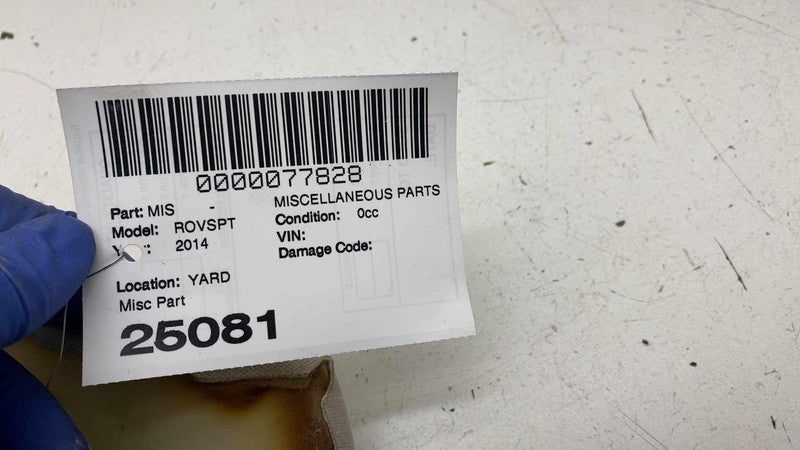 0000077828
Part: MIS - MISCELLANEOUS PARTS
Model: ROVSPT Condition: 0cc
: 2014 VIN:
Damage Code:
Location: YARD
Misc Part
25081